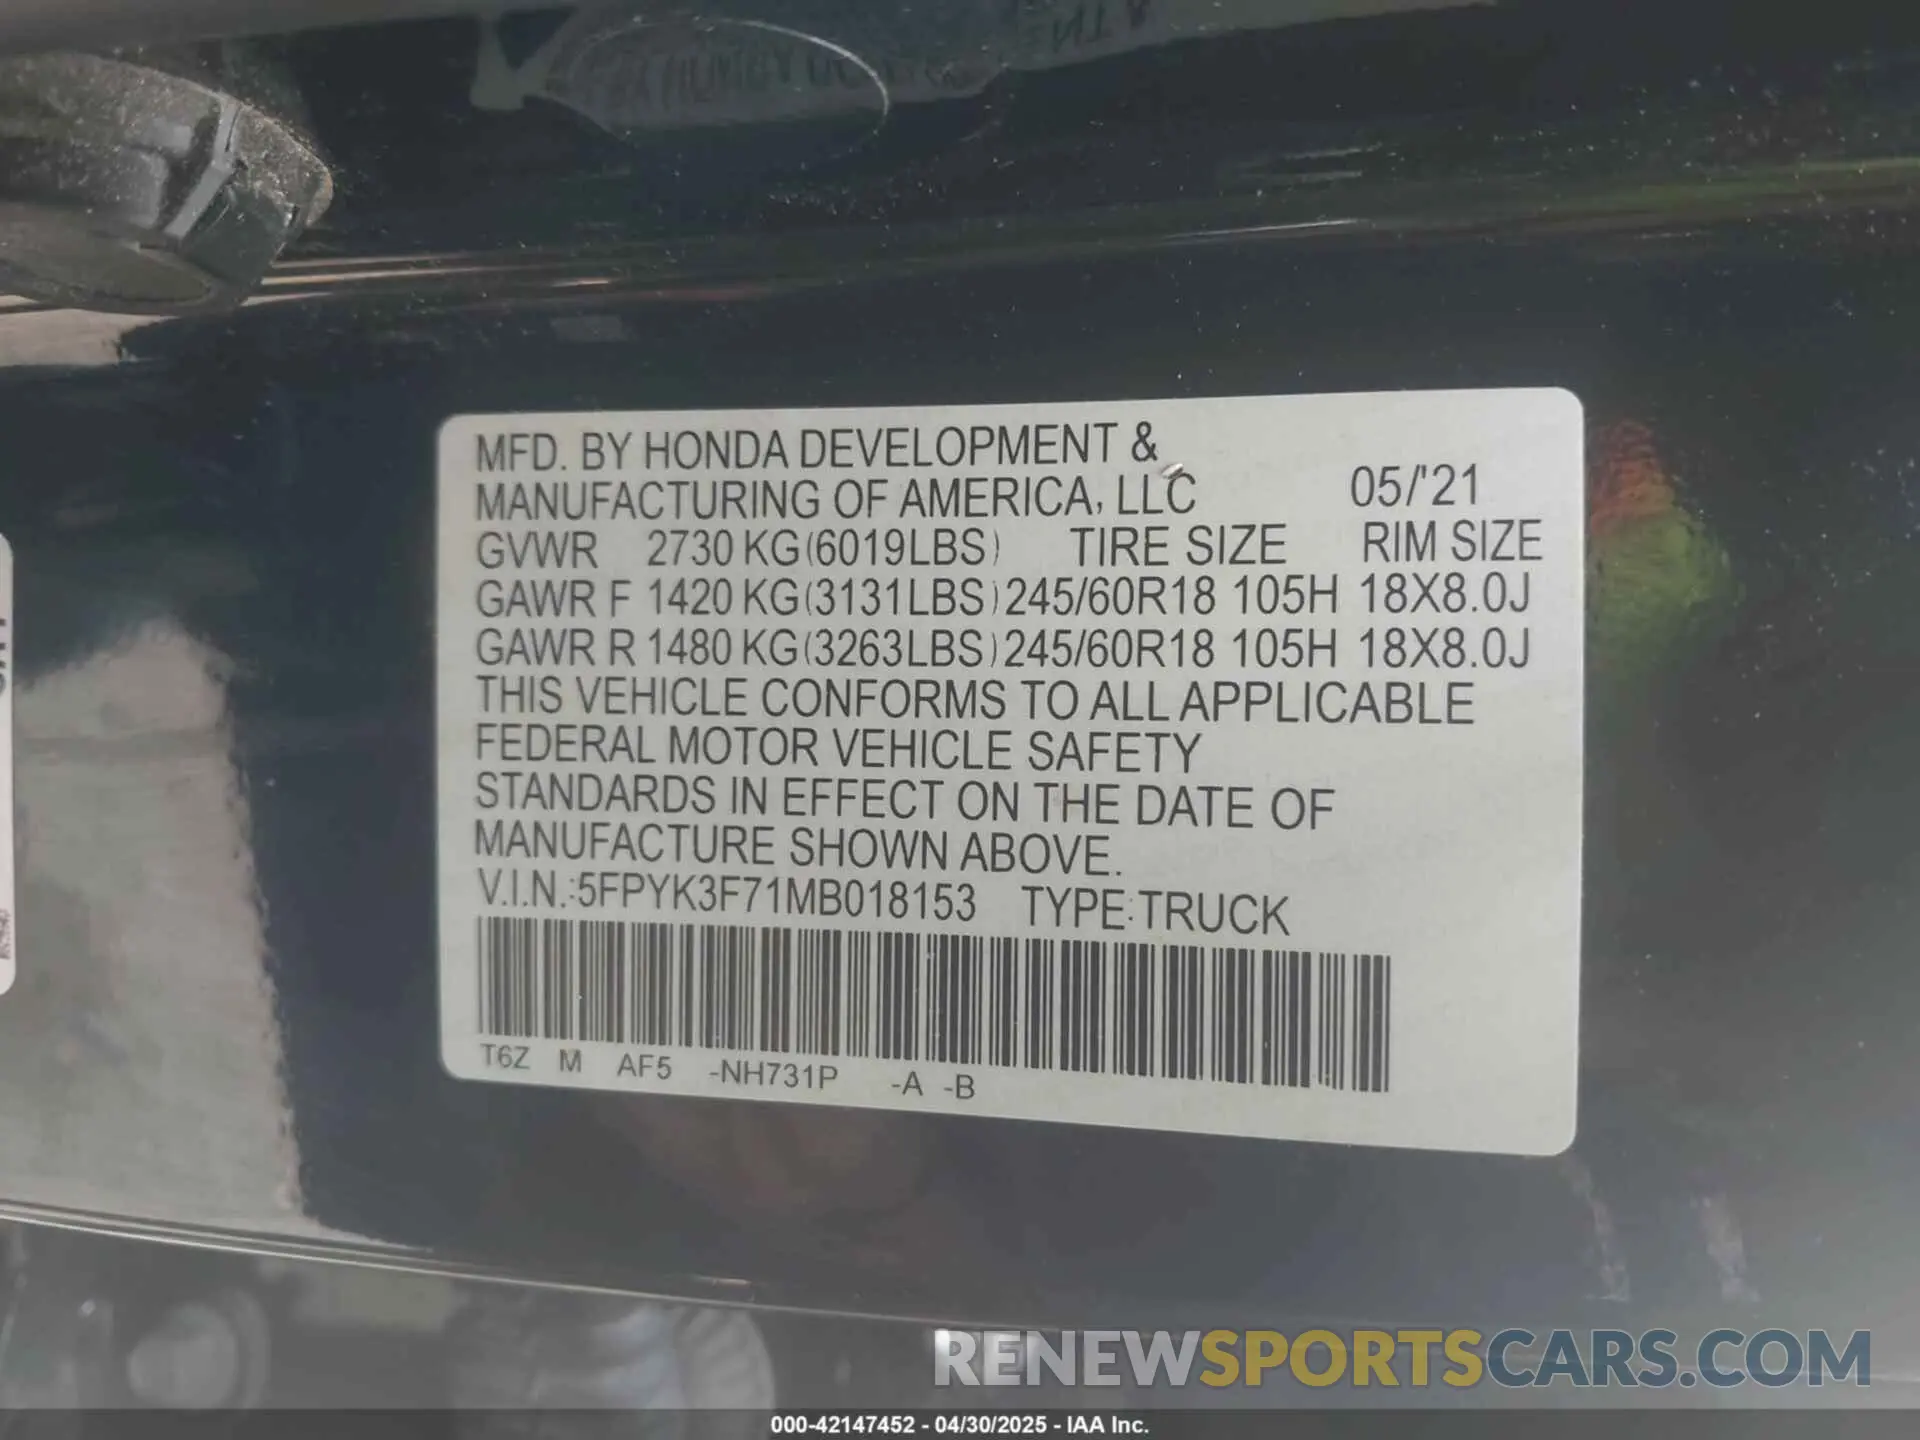 MFD. BY HONDA DEVELOPMENT &
MANUFACTURING OF AMERICA, LLC 05/'21
GVWR 2730 KG(6019LBS) TIRE SIZE RIM SIZE
GAWR F 1420 KG(3131LBS) 245/60R18 105H 18X8.0J
GAWR R 1480 KG(3263LBS) 245/60R18 105H 18X8.0J
THIS VEHICLE CONFORMS TO ALL APPLICABLE
FEDERAL MOTOR VEHICLE SAFETY
STANDARDS IN EFFECT ON THE DATE OF
MANUFACTURE SHOWN ABOVE.
V.I.N.:5FPYK3F71MB018153 TYPE:TRUCK
T6Z M AF5 -NH731P -A -B
RENEWSPORTSCARS.COM
000-42147452 - 04/30/2025 - IAA Inc.